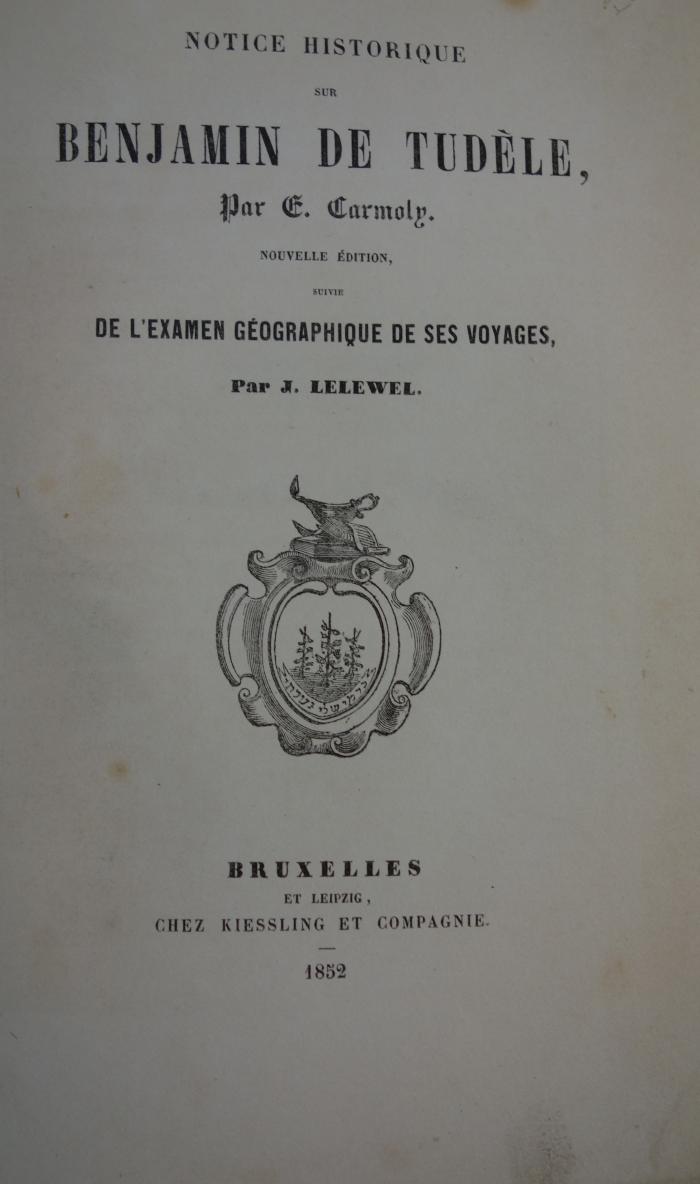 NOTICE HISTORIQUE
SUR
BENJAMIN DE TUDÈLE,
Par E. Carmoly.
NOUVELLE ÉDITION,
SUIVIE
DE L'EXAMEN GÉOGRAPHIQUE DE SES VOYAGES,
Par J. LELEWEL.
BRUXELLES
ET LEIPZIG,
CHEZ KIESSLING ET COMPAGNIE.
1852